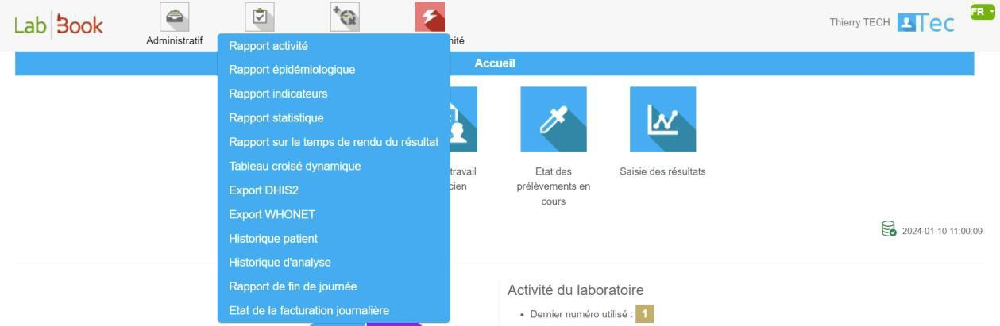 Lab Book
Administratif
nité
Thierry TECH
Tec
FR
Rapport activité
Rapport épidémiologique
Rapport indicateurs
Rapport statistique
Rapport sur le temps de rendu du résultat
Tableau croisé dynamique
Export DHIS2
Export WHONET
Historique patient
Historique d'analyse
Rapport de fin de journée
Etat de la facturation journalière
Accueil
travail
cien
Etat des
prélèvements en
cours
Saisie des résultats
2024-01-10 11:00:09
Activité du laboratoire
• Dernier numéro utilisé : 1